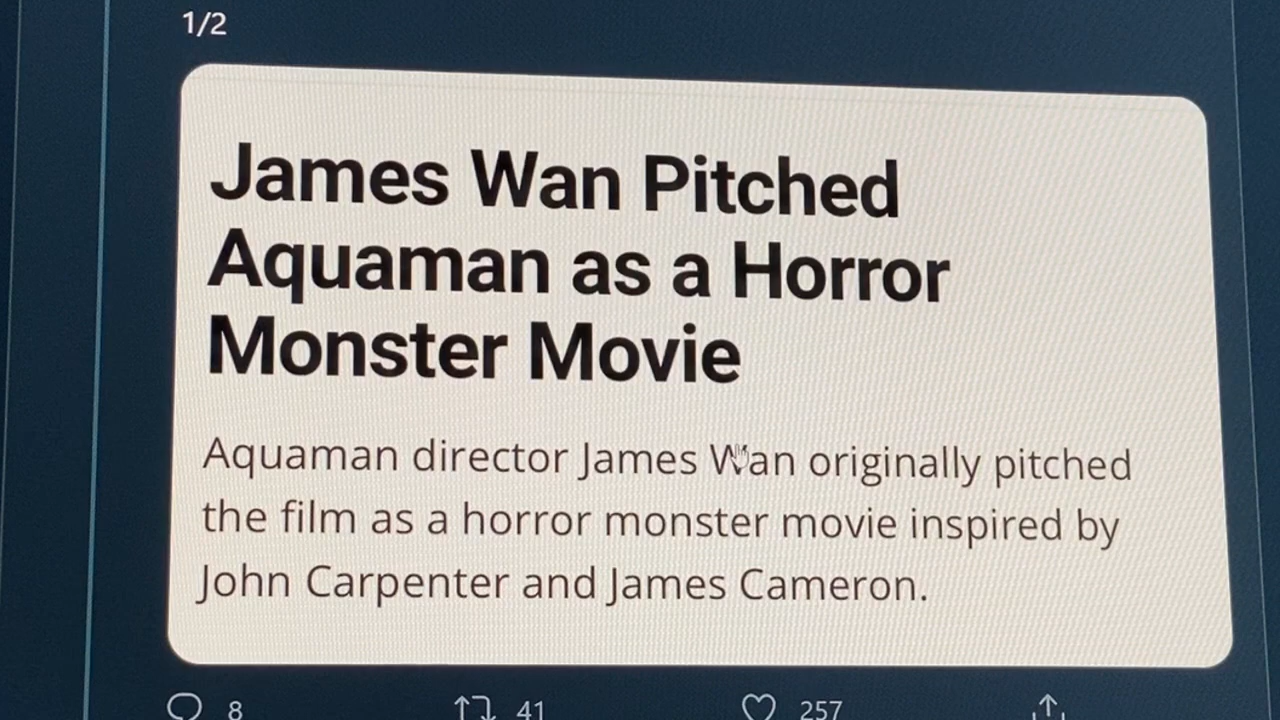 1/2
James Wan Pitched
Aquaman as a Horror
Monster Movie
Aquaman director James Wan originally pitched
the film as a horror monster movie inspired by
John Carpenter and James Cameron.
8 41 257